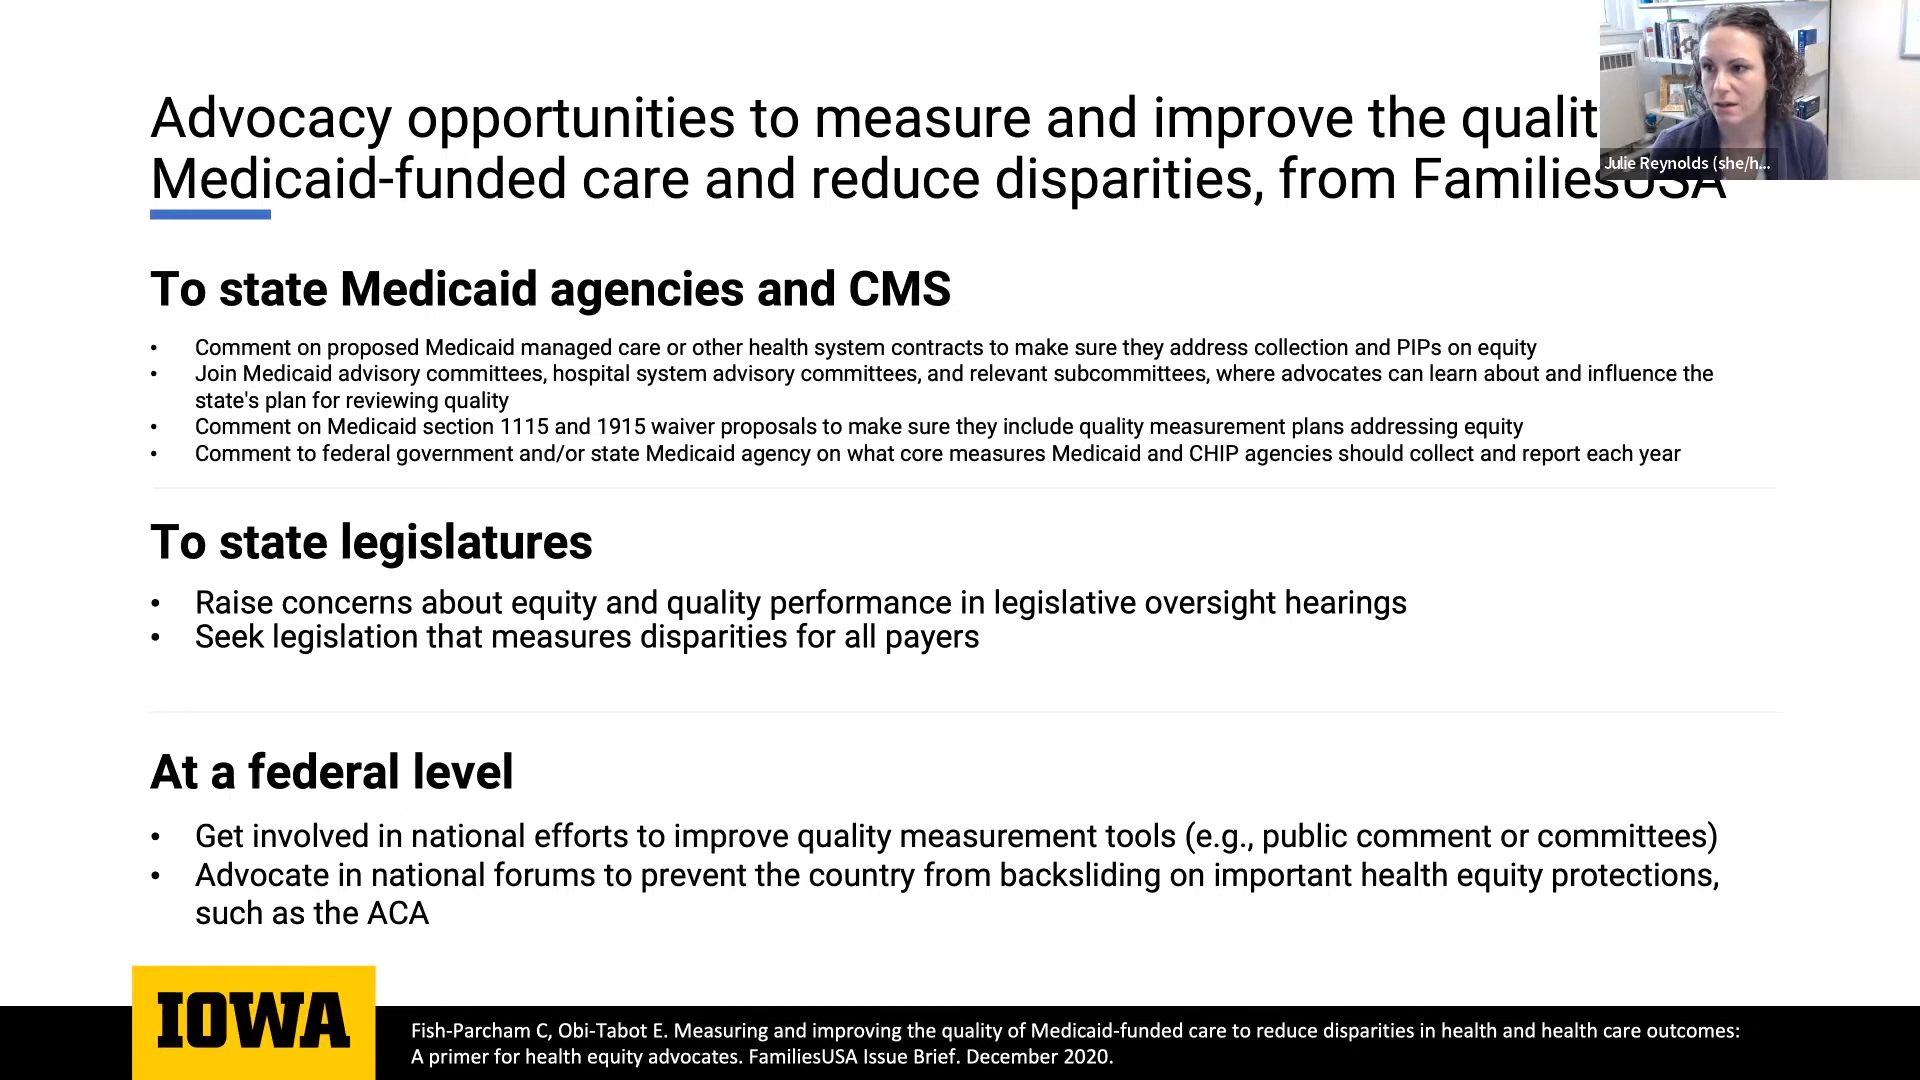 Advocacy opportunities to measure and improve the qualit
Medicaid-funded care and reduce disparities, from FamiliesUSA
Julie Reynolds (she/h...
To state Medicaid agencies and CMS
• Comment on proposed Medicaid managed care or other health system contracts to make sure they address collection and PIPs on equity
• Join Medicaid advisory committees, hospital system advisory committees, and relevant subcommittees, where advocates can learn about and influence the
state's plan for reviewing quality
• Comment on Medicaid section 1115 and 1915 waiver proposals to make sure they include quality measurement plans addressing equity
• Comment to federal government and/or state Medicaid agency on what core measures Medicaid and CHIP agencies should collect and report each year
To state legislatures
• Raise concerns about equity and quality performance in legislative oversight hearings
• Seek legislation that measures disparities for all payers
At a federal level
• Get involved in national efforts to improve quality measurement tools (e.g., public comment or committees)
• Advocate in national forums to prevent the country from backsliding on important health equity protections,
such as the ACA
IOWA
Fish-Parcham C, Obi-Tabot E. Measuring and improving the quality of Medicaid-funded care to reduce disparities in health and health care outcomes:
A primer for health equity advocates. FamiliesUSA Issue Brief. December 2020.